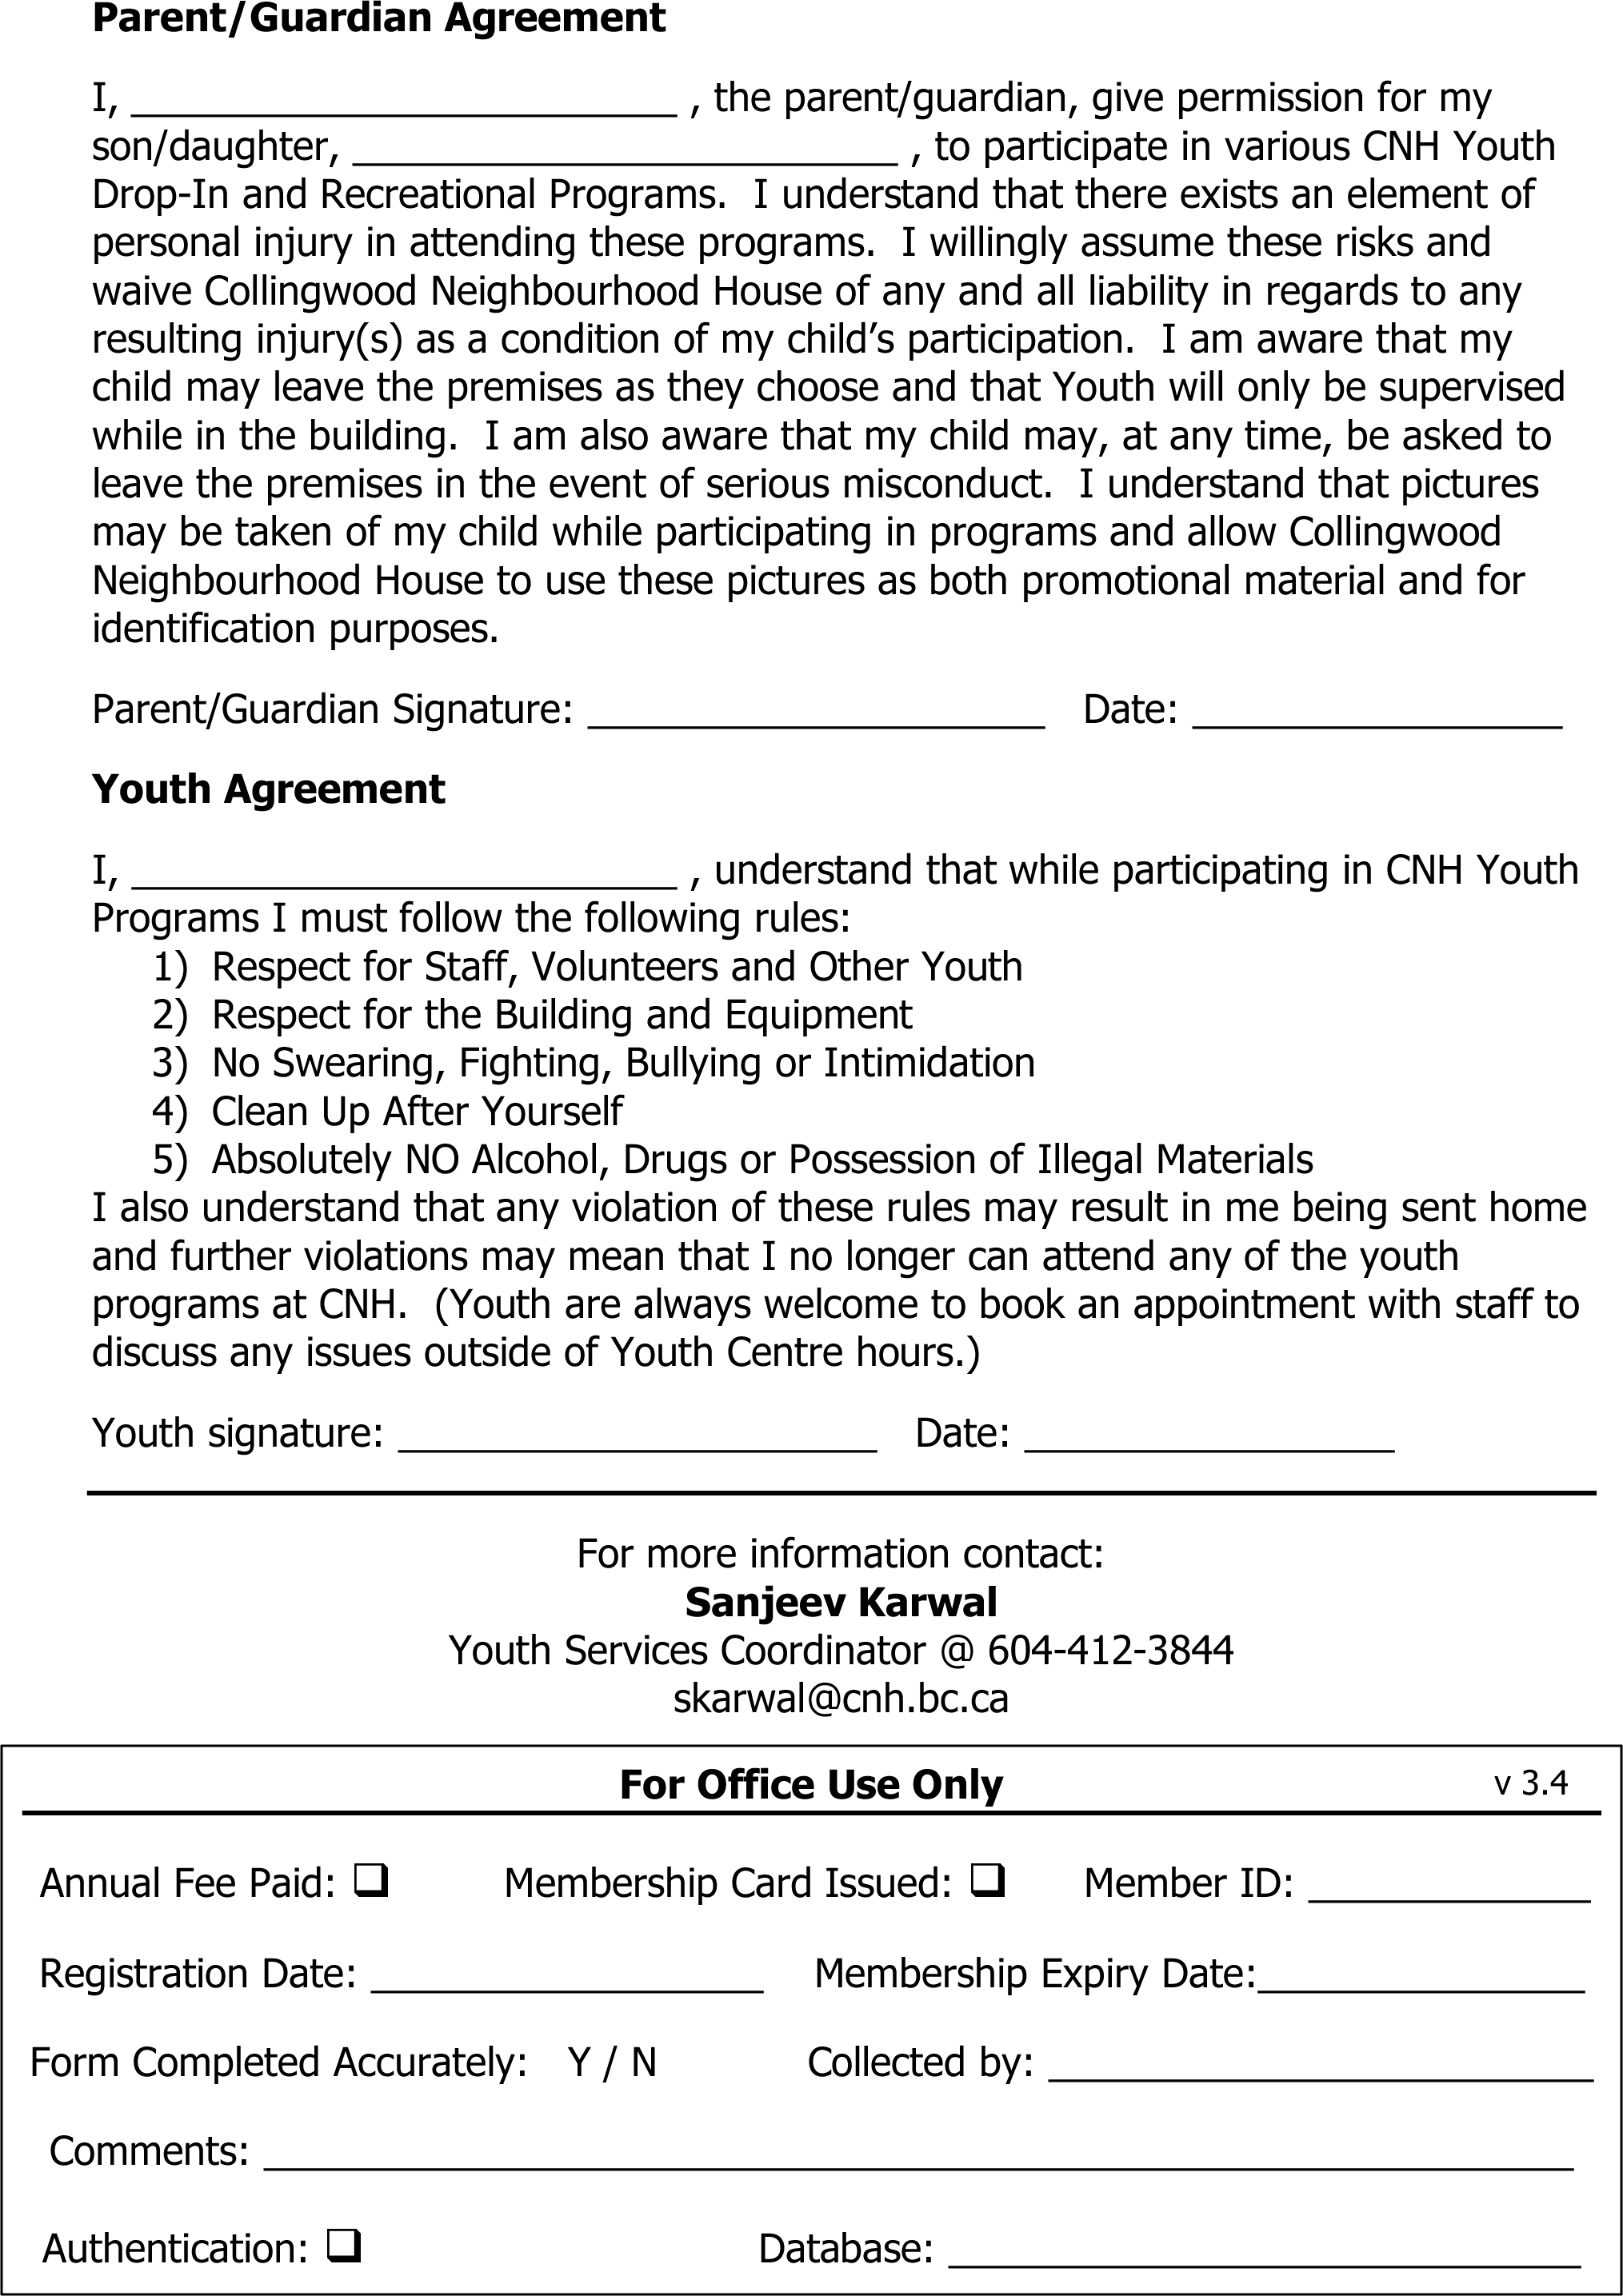 Parent/Guardian Agreement
I, __________________________ , the parent/guardian, give permission for my
son/daughter, __________________________ , to participate in various CNH Youth
Drop-In and Recreational Programs.  I understand that there exists an element of
personal injury in attending these programs.  I willingly assume these risks and
waive Collingwood Neighbourhood House of any and all liability in regards to any
resulting injury(s) as a condition of my child’s participation.  I am aware that my
child may leave the premises as they choose and that Youth will only be supervised
while in the building.  I am also aware that my child may, at any time, be asked to
leave the premises in the event of serious misconduct.  I understand that pictures
may be taken of my child while participating in programs and allow Collingwood
Neighbourhood House to use these pictures as both promotional material and for
identification purposes.
Parent/Guardian Signature: _____________________  Date: _________________
Youth Agreement
I, __________________________ , understand that while participating in CNH Youth
Programs I must follow the following rules:
1) Respect for Staff, Volunteers and Other Youth
2) Respect for the Building and Equipment
3) No Swearing, Fighting, Bullying or Intimidation
4) Clean Up After Yourself
5) Absolutely NO Alcohol, Drugs or Possession of Illegal Materials
I also understand that any violation of these rules may result in me being sent home
and further violations may mean that I no longer can attend any of the youth
programs at CNH.  (Youth are always welcome to book an appointment with staff to
discuss any issues outside of Youth Centre hours.)
Youth signature: ______________________  Date: _________________
For more information contact:
Sanjeev Karwal
Youth Services Coordinator @ 604-412-3844
skarwal@cnh.bc.ca
For Office Use Only v 3.4
Annual Fee Paid: ❑ Membership Card Issued: ❑ Member ID: _____________
Registration Date: __________________ Membership Expiry Date:_______________
Form Completed Accurately: Y / N Collected by: _________________________
Comments: ____________________________________________________________
Authentication: ❑ Database: _____________________________